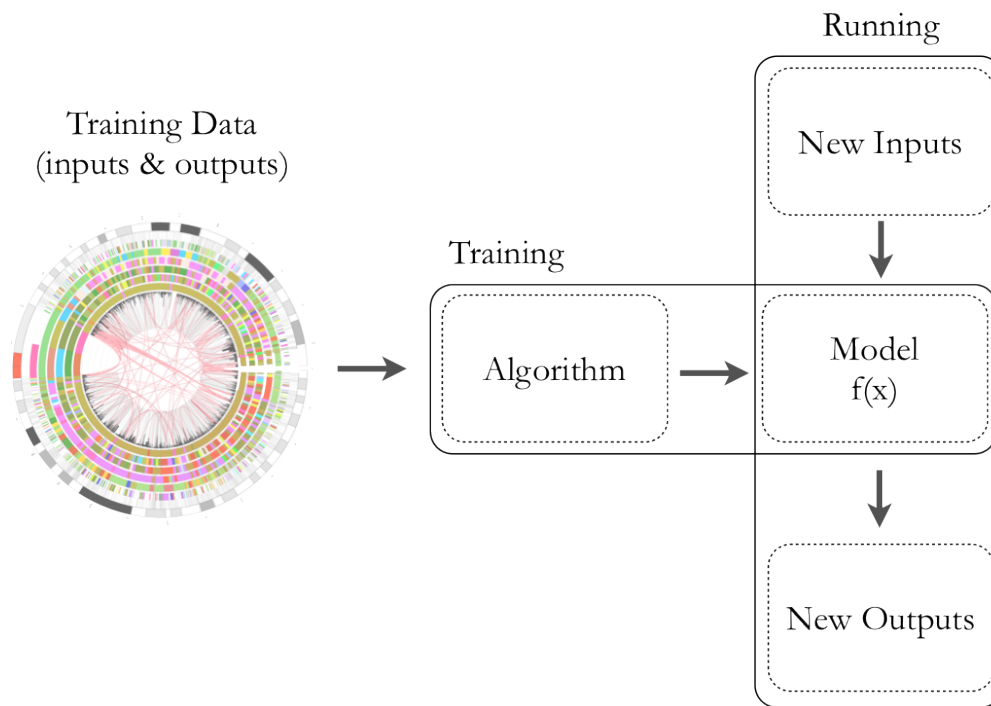 Running
New Inputs
Training Data
(inputs & outputs)
Training
Algorithm
Model
f(x)
New Outputs